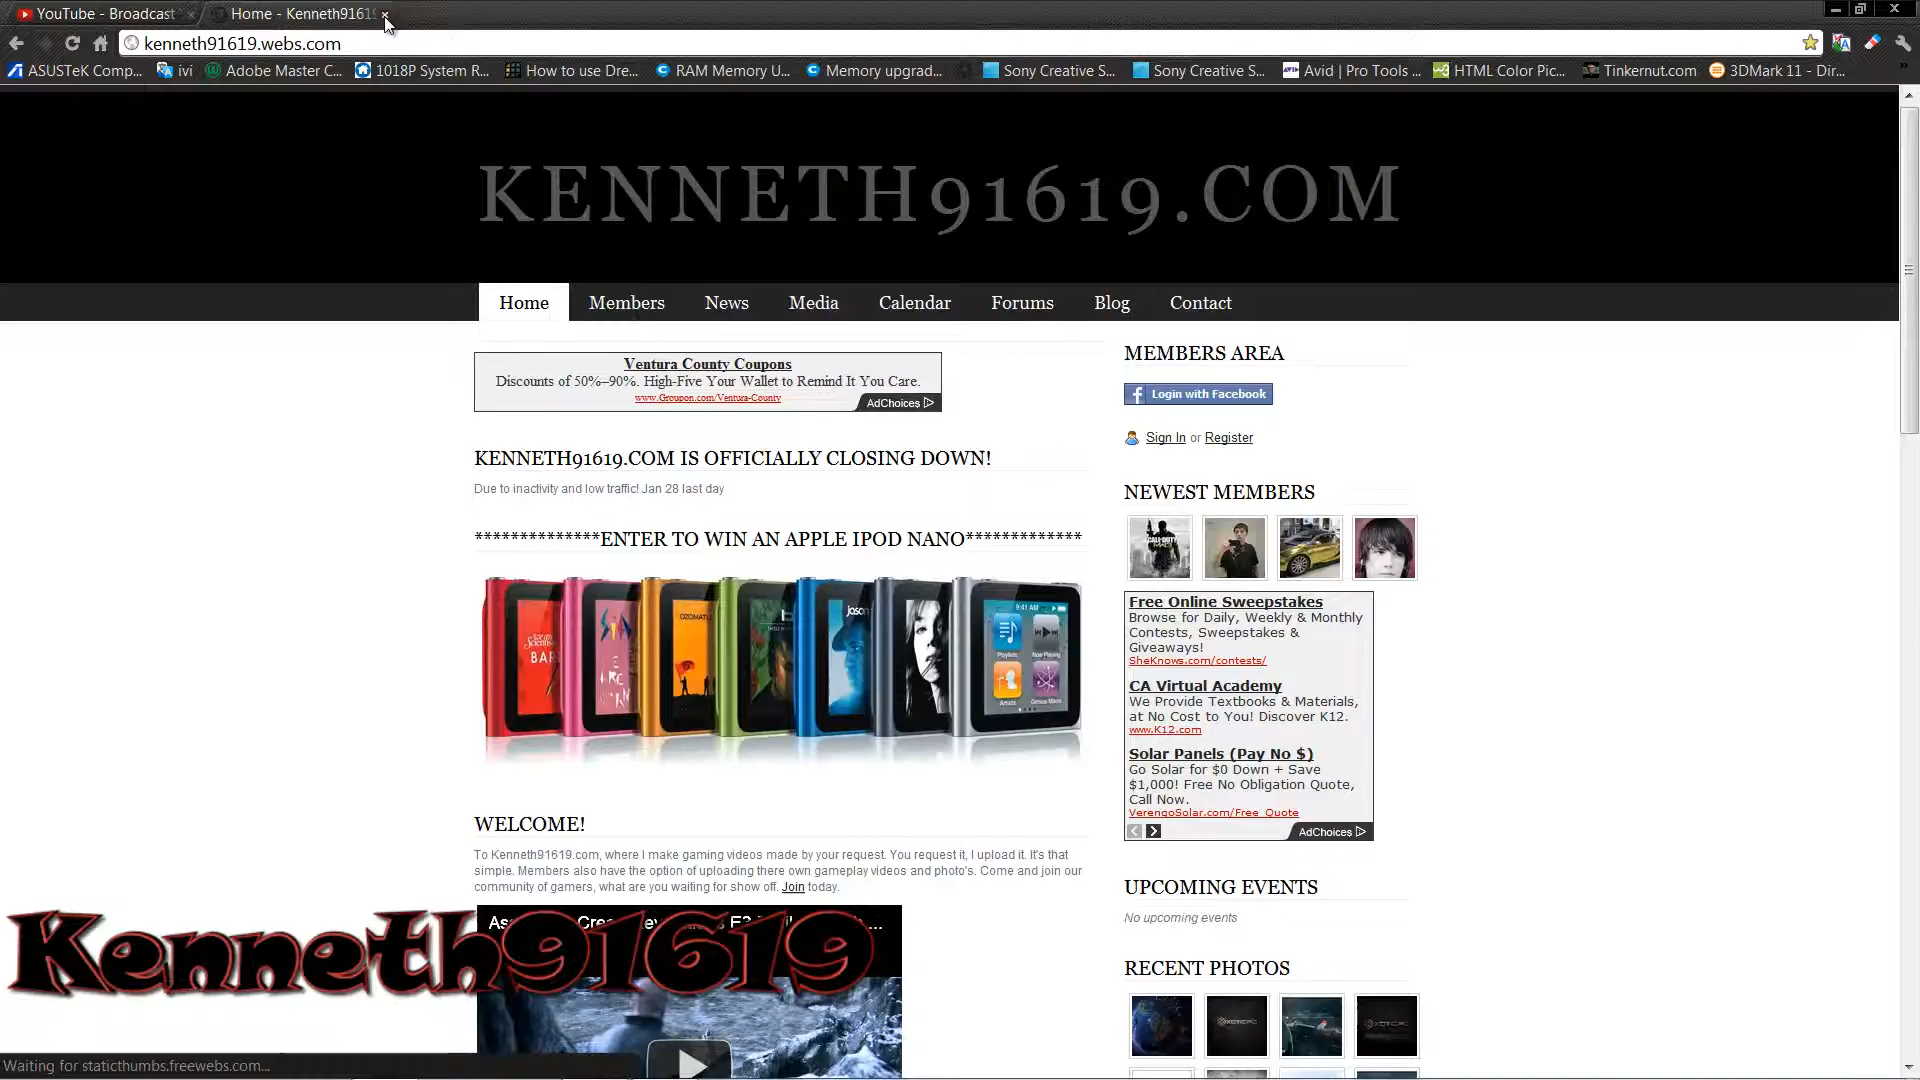 YouTube - Broadcast
Home - Kenneth91619
kenneth91619.webs.com
ASUSTeK Comp...
ivi
Adobe Master C...
1018P System R...
How to use Dre...
RAM Memory U...
Memory upgrad...
Sony Creative S...
Sony Creative S...
Avid | Pro Tools ...
HTML Color Pic...
Tinkernut.com
3DMark 11 - Dir...
KENNETH91619.COM
Home
Members
News
Media
Calendar
Forums
Blog
Contact
Ventura County Coupons
Discounts of 50%–90%. High-Five Your Wallet to Remind It You Care.
www.Groupon.com/Ventura-County
AdChoices
KENNETH91619.COM IS OFFICIALLY CLOSING DOWN!
Due to inactivity and low traffic! Jan 28 last day
**************ENTER TO WIN AN APPLE IPOD NANO*************
9:41 AM
Playlists
Now Playing
Artists
Genius Mixes
WELCOME!
To Kenneth91619.com, where I make gaming videos made by your request. You request it, I upload it. It's that
simple. Members also have the option of uploading there own gameplay videos and photo's. Come and join our
community of gamers, what are you waiting for show off. Join today.
Kenneth91619
Waiting for staticthumbs.freewebs.com...
MEMBERS AREA
Login with Facebook
Sign In or Register
NEWEST MEMBERS
Free Online Sweepstakes
Browse for Daily, Weekly & Monthly
Contests, Sweepstakes &
Giveaways!
SheKnows.com/contests/
CA Virtual Academy
We Provide Textbooks & Materials,
at No Cost to You! Discover K12.
www.K12.com
Solar Panels (Pay No $)
Go Solar for $0 Down + Save
$1,000! Free No Obligation Quote,
Call Now.
VerengoSolar.com/Free_Quote
AdChoices
UPCOMING EVENTS
No upcoming events
RECENT PHOTOS